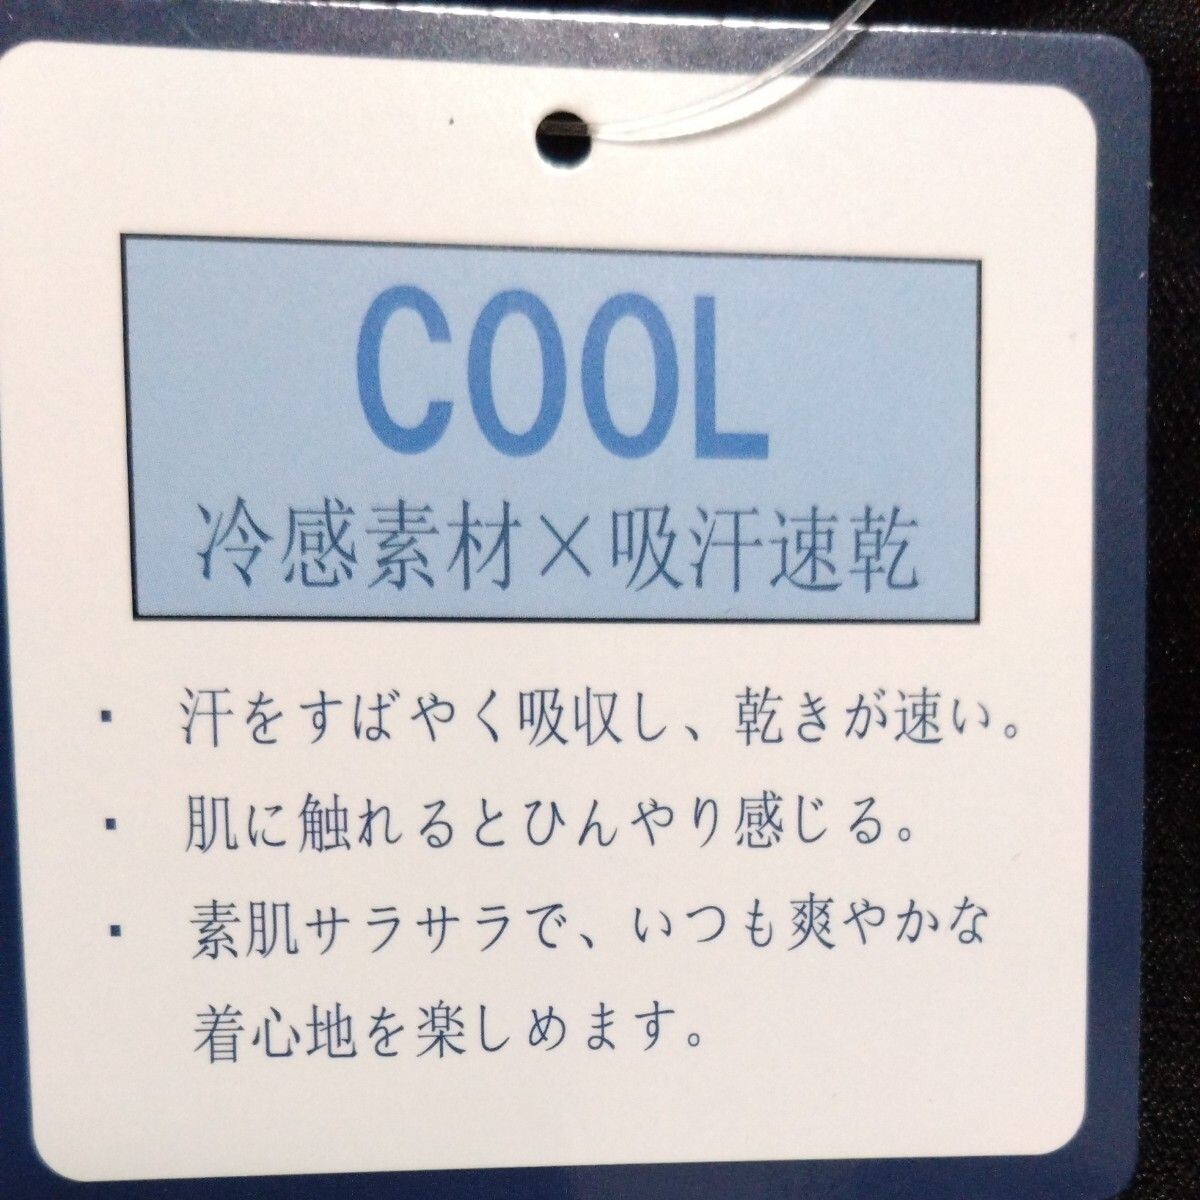 COOL
冷感素材×吸汗速乾
· 汗をすばやく吸収し、乾きが速い。
· 肌に触れるとひんやり感じる。
· 素肌サラサラで、いつも爽やかな
着心地を楽しめます。